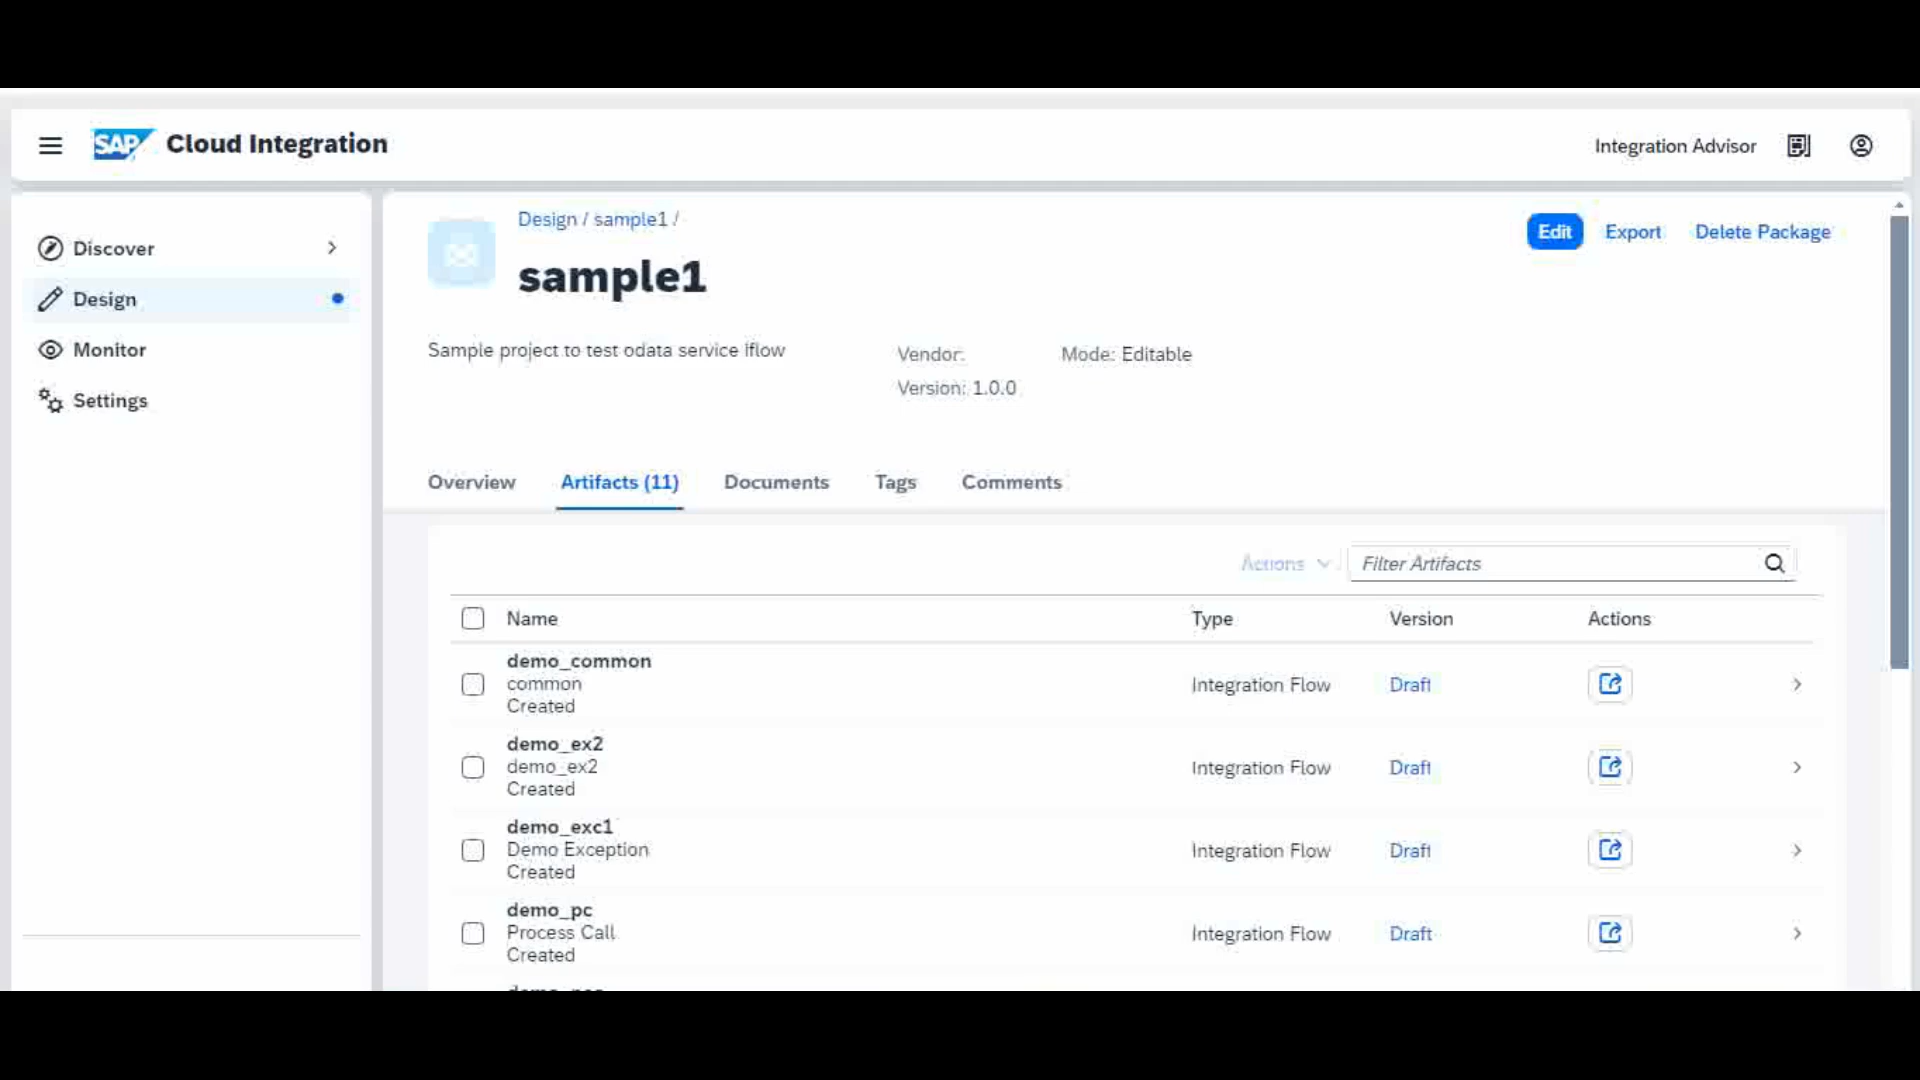 SAP Cloud Integration
Integration Advisor
Discover
Design
Monitor
Settings
Design / sample1 /
sample1
Edit
Export
Delete Package
Sample project to test odata service iflow
Vendor:
Mode: Editable
Version: 1.0.0
Overview
Artifacts (11)
Documents
Tags
Comments
Actions
Filter Artifacts
Name Type Version Actions
demo_common
common
Created
Integration Flow Draft
demo_ex2
demo_ex2
Created
Integration Flow Draft
demo_exc1
Demo Exception
Created
Integration Flow Draft
demo_pc
Process Call
Created
Integration Flow Draft